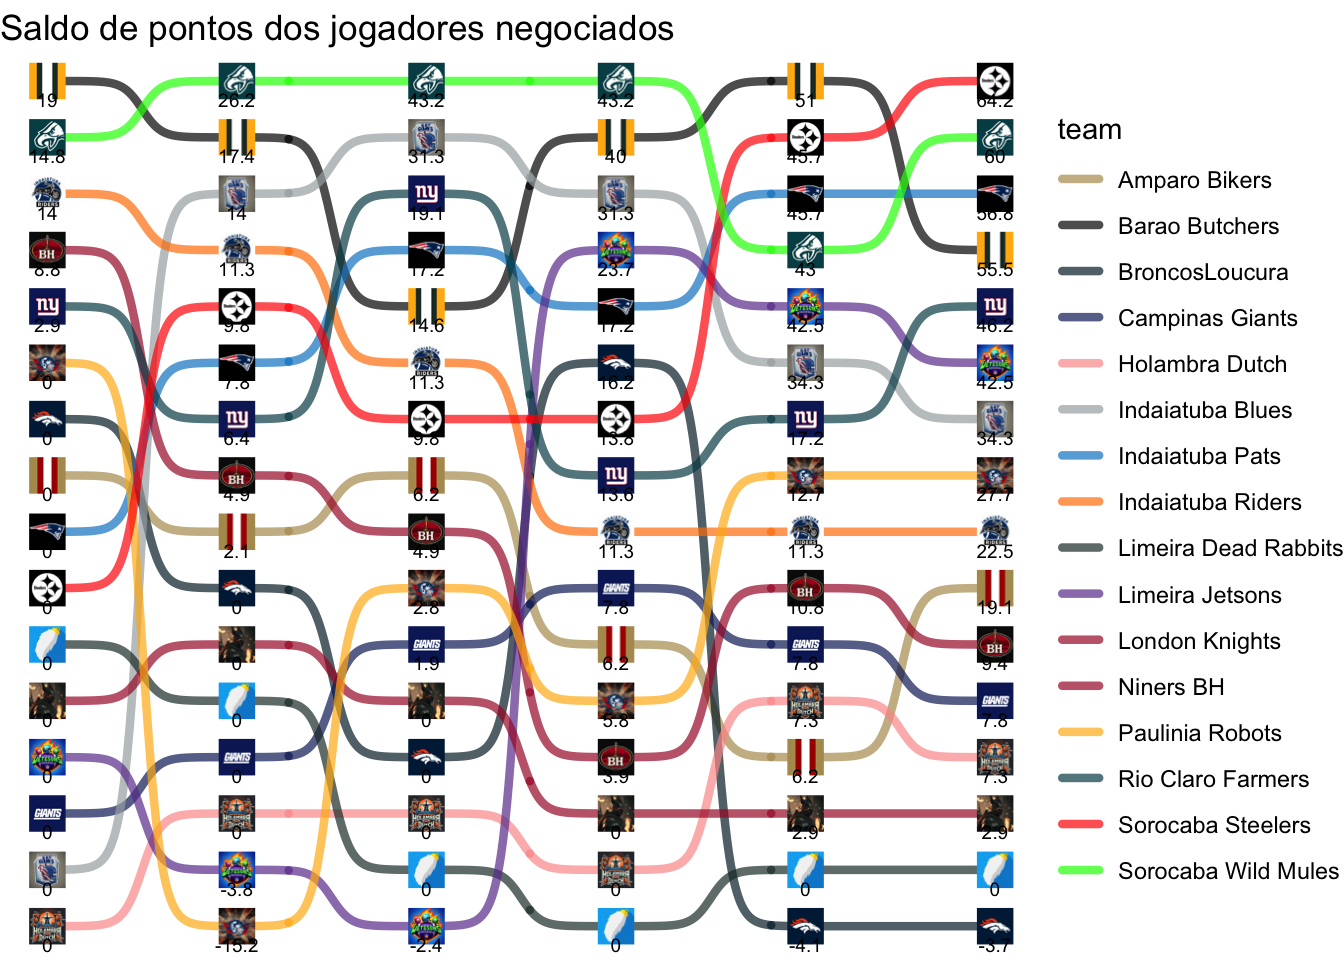 Saldo de pontos dos jogadores negociados
19 26.2 43.2 43.2 51 64.2
14.8 17.4 31.3 40 45.7 60
14 14 19.1 31.3 45.7 56.8
8.8 11.3 17.2 23.7 43 55.5
2.9 9.8 14.6 17.2 42.5 46.2
0 7.8 11.3 16.2 34.3 42.5
0 6.4 9.8 13.8 17.2 34.3
0 4.9 6.2 13.6 12.7 27.7
0 2.1 4.9 11.3 11.3 22.5
0 0 2.8 7.8 10.8 19.1
0 0 1.9 6.2 7.8 9.4
0 0 0 5.8 7.3 7.8
0 0 0 3.9 6.2 7.3
0 0 0 0 2.9 2.9
0 -3.8 0 0 0 0
0 -15.2 -2.4 0 -4.1 -3.7
team
Amparo Bikers
Barao Butchers
BroncosLoucura
Campinas Giants
Holambra Dutch
Indaiatuba Blues
Indaiatuba Pats
Indaiatuba Riders
Limeira Dead Rabbits
Limeira Jetsons
London Knights
Niners BH
Paulinia Robots
Rio Claro Farmers
Sorocaba Steelers
Sorocaba Wild Mules